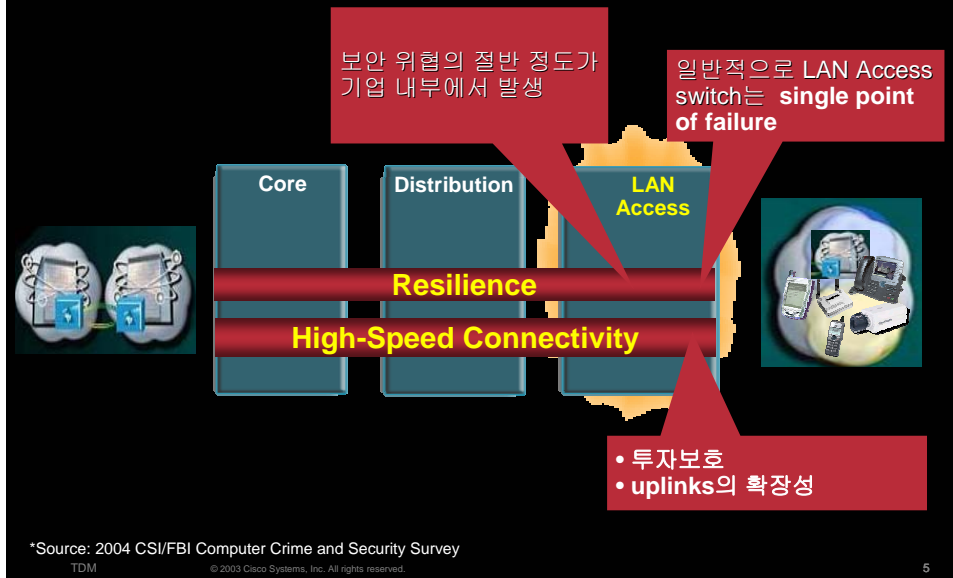 보안 위협의 절반 정도가
기업 내부에서 발생
일반적으로 LAN Access
switch는 single point
of failure
Core
Distribution
LAN
Access
Resilience
High-Speed Connectivity
• 투자보호
• uplinks의 확장성
*Source: 2004 CSI/FBI Computer Crime and Security Survey
TDM
© 2003 Cisco Systems, Inc. All rights reserved.
5